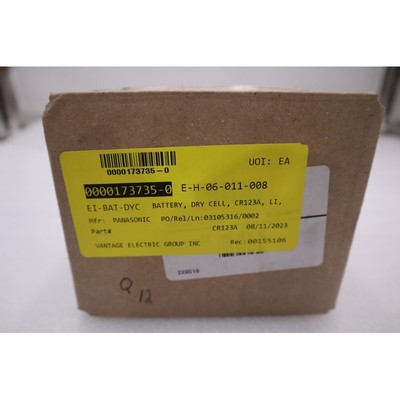 0000173735-0
UOI: EA
0000173735-0 E-H-06-011-008
EI-BAT-DYC BATTERY, DRY CELL, CR123A, LI,
Mfr: PANASONIC PO/Rel/Ln:03105316/0002
Part# CR123A 08/11/2023
VANTAGE ELECTRIC GROUP INC Rec: 00155106
Q 12